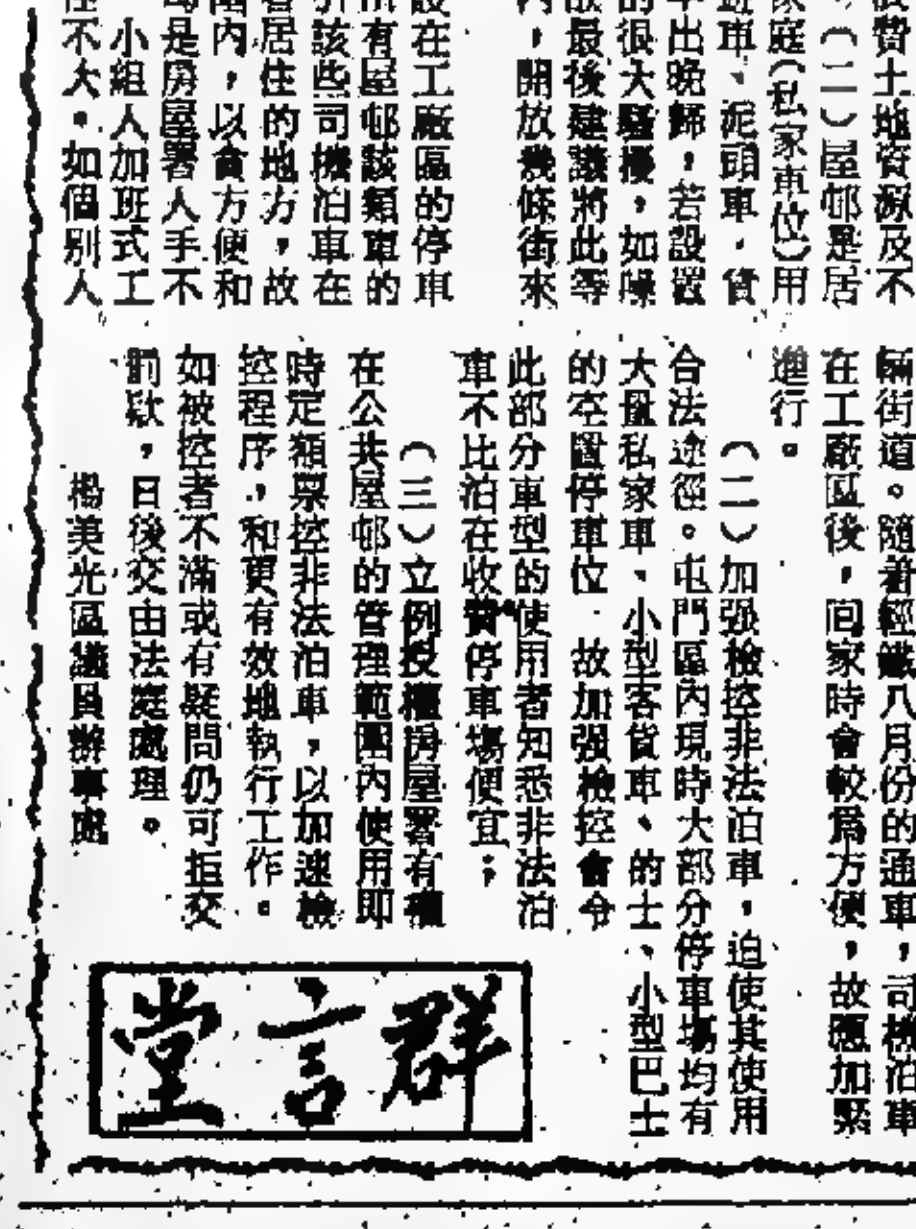 費土地資源及不
（二）屋邨是居
家庭（私家車位）用
遊車、泥頭車，貨
出晚歸，若設置
的很大騷擾，如噪
最後建議將此等
，開放幾條街來
設在工廠區的停車
有屋邨該類車的
該些司機泊車在
居住的地方，故
內，以貪方便和
是房屋署人手不
小組人加班式工
不大。如個別人
輛街道。隨着輕鐵八月份的通車，司機泊車
在工廠區後，回家時會較爲方便，故應加緊
進行。
（二）加强檢控非法泊車，迫使其使用
合法途徑。屯門區內現時大部分停車場均有
大量私家車、小型客貨車、的士、小型巴士
的空置停車位 故加强檢控會令
此部分車型的使用者知悉非法泊
車不比泊在收費停車場便宜；
（三）立例授權房屋署有權
在公共屋邨的管理範圍內使用即
時定額票控非法泊車，以加速檢
控程序，和更有效地執行工作。
如被控者不滿或有疑問仍可拒交
罰款，日後交由法庭處理。
楊美光區議員辦事處
群言堂